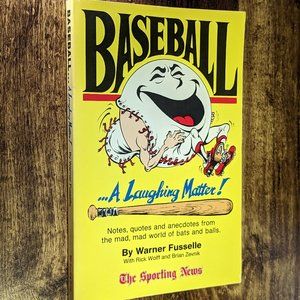 BASEBALL
...A Laughing Matter!
Notes, quotes and anecdotes from
the mad, mad world of bats and balls.
By Warner Fusselle
With Rick Wolff and Brian Zevnik
The Sporting News
BASEBALL